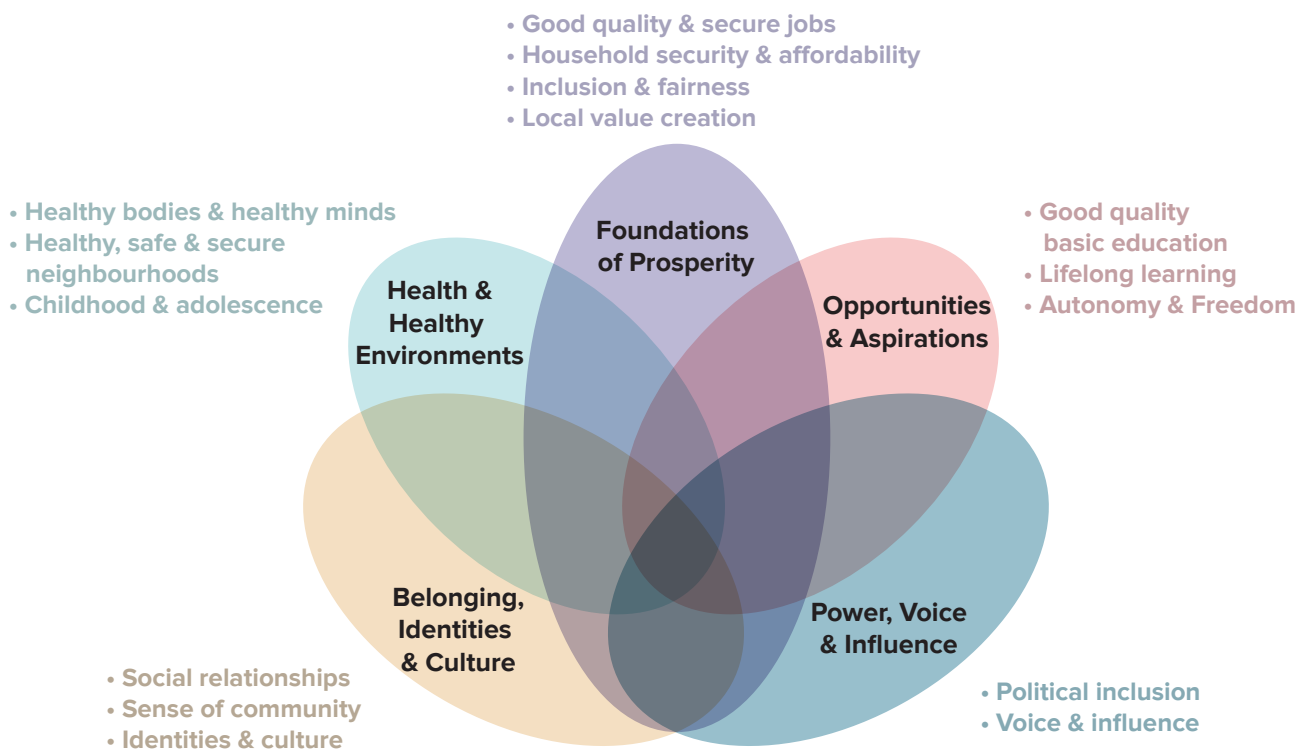 • Good quality & secure jobs
• Household security & affordability
• Inclusion & fairness
• Local value creation
• Healthy bodies & healthy minds
• Healthy, safe & secure
neighbourhoods
• Childhood & adolescence
• Good quality
basic education
• Lifelong learning
• Autonomy & Freedom
Foundations
of Prosperity
Health &
Healthy
Environments
Opportunities
& Aspirations
Belonging,
Identities
& Culture
Power, Voice
& Influence
• Social relationships
• Sense of community
• Identities & culture
• Political inclusion
• Voice & influence